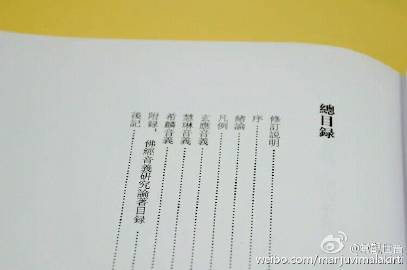 總目録
修訂説明
序
緒論
凡例
玄應音義
慧琳音義
希麟音義
附録：佛經音義研究論著目録
後記
weibo.com/marjuvimalakirti